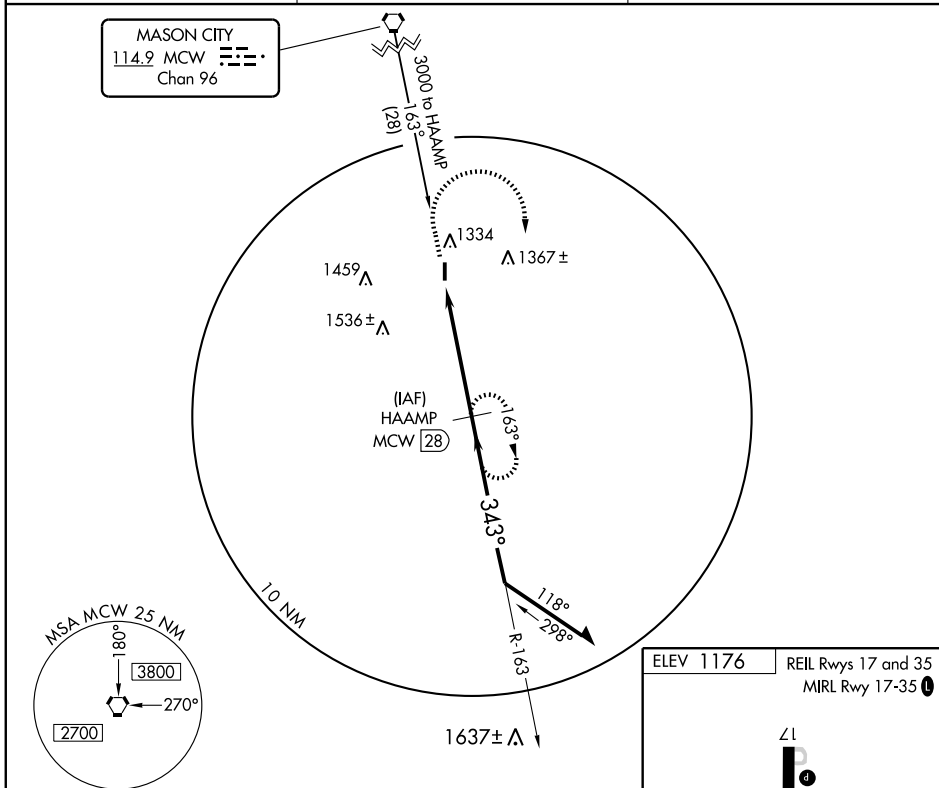 MASON CITY
114.9 MCW
Chan 96
3000 to HAAMP
163°
(28)
1334
1367±
1459
1536±
(IAF)
HAAMP
MCW 28
163°
343°
118°
298°
R-163
10 NM
1637±
MSA MCW 25 NM
180°
3800
270°
2700
ELEV 1176
REIL Rwys 17 and 35
MIRL Rwy 17-35 L
17
P